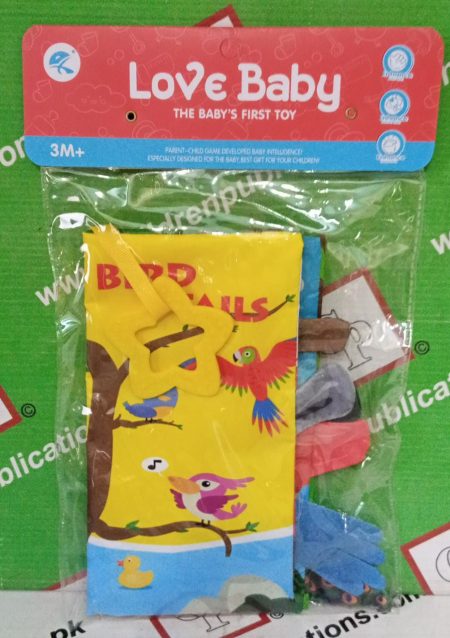 Love Baby
THE BABY'S FIRST TOY
3M+
PARENT-CHILD GAME DEVELOPED BABY INTELLIGENCE!
ESPECIALLY DESIGNED FOR THE BABY, BEST GIFT FOR YOUR CHILDREN!
BIRD
TAILS